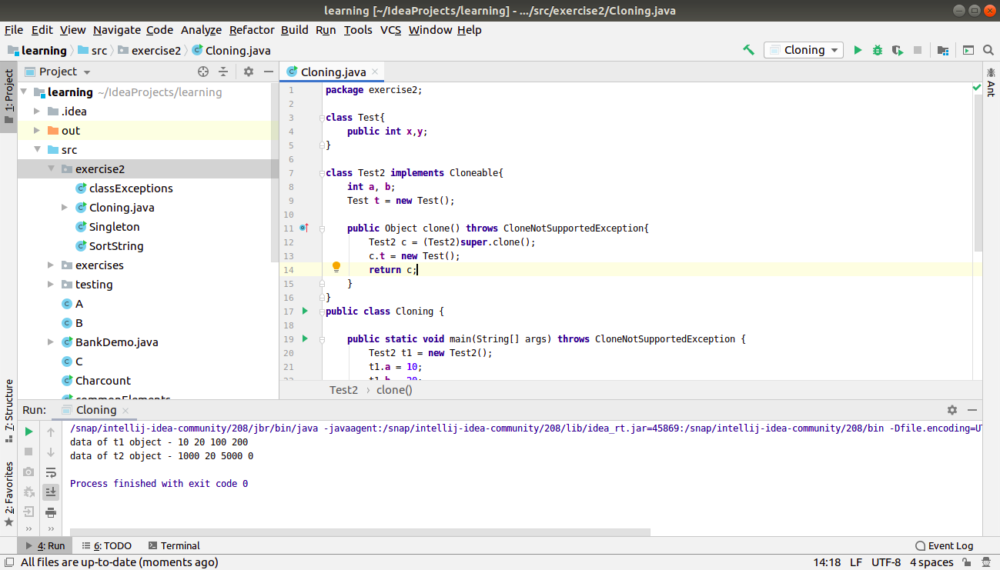 learning [~/IdeaProjects/learning] - .../src/exercise2/Cloning.java
File Edit View Navigate Code Analyze Refactor Build Run Tools VCS Window Help
learning src exercise2 Cloning.java
Cloning
1: Project
Project
Cloning.java
Ant
learning ~/IdeaProjects/learning
.idea
out
src
exercise2
classExceptions
Cloning.java
Singleton
SortString
exercises
testing
A
B
BankDemo.java
C
Charcount
commonElements
1 package exercise2;
2
3 class Test{
4 public int x,y;
5 }
6
7 class Test2 implements Cloneable{
8 int a, b;
9 Test t = new Test();
10
11 public Object clone() throws CloneNotSupportedException{
12 Test2 c = (Test2)super.clone();
13 c.t = new Test();
14 return c;
15 }
16 }
17 public class Cloning {
18
19 public static void main(String[] args) throws CloneNotSupportedException {
20 Test2 t1 = new Test2();
21 t1.a = 10;
22 t1.b = 20;
Test2 › clone()
7: Structure
2: Favorites
Run: Cloning
/snap/intellij-idea-community/208/jbr/bin/java -javaagent:/snap/intellij-idea-community/208/lib/idea_rt.jar=45869:/snap/intellij-idea-community/208/bin -Dfile.encoding=UT
data of t1 object - 10 20 100 200
data of t2 object - 1000 20 5000 0
Process finished with exit code 0
4: Run 6: TODO Terminal Event Log
All files are up-to-date (moments ago) 14:18 LF UTF-8 4 spaces